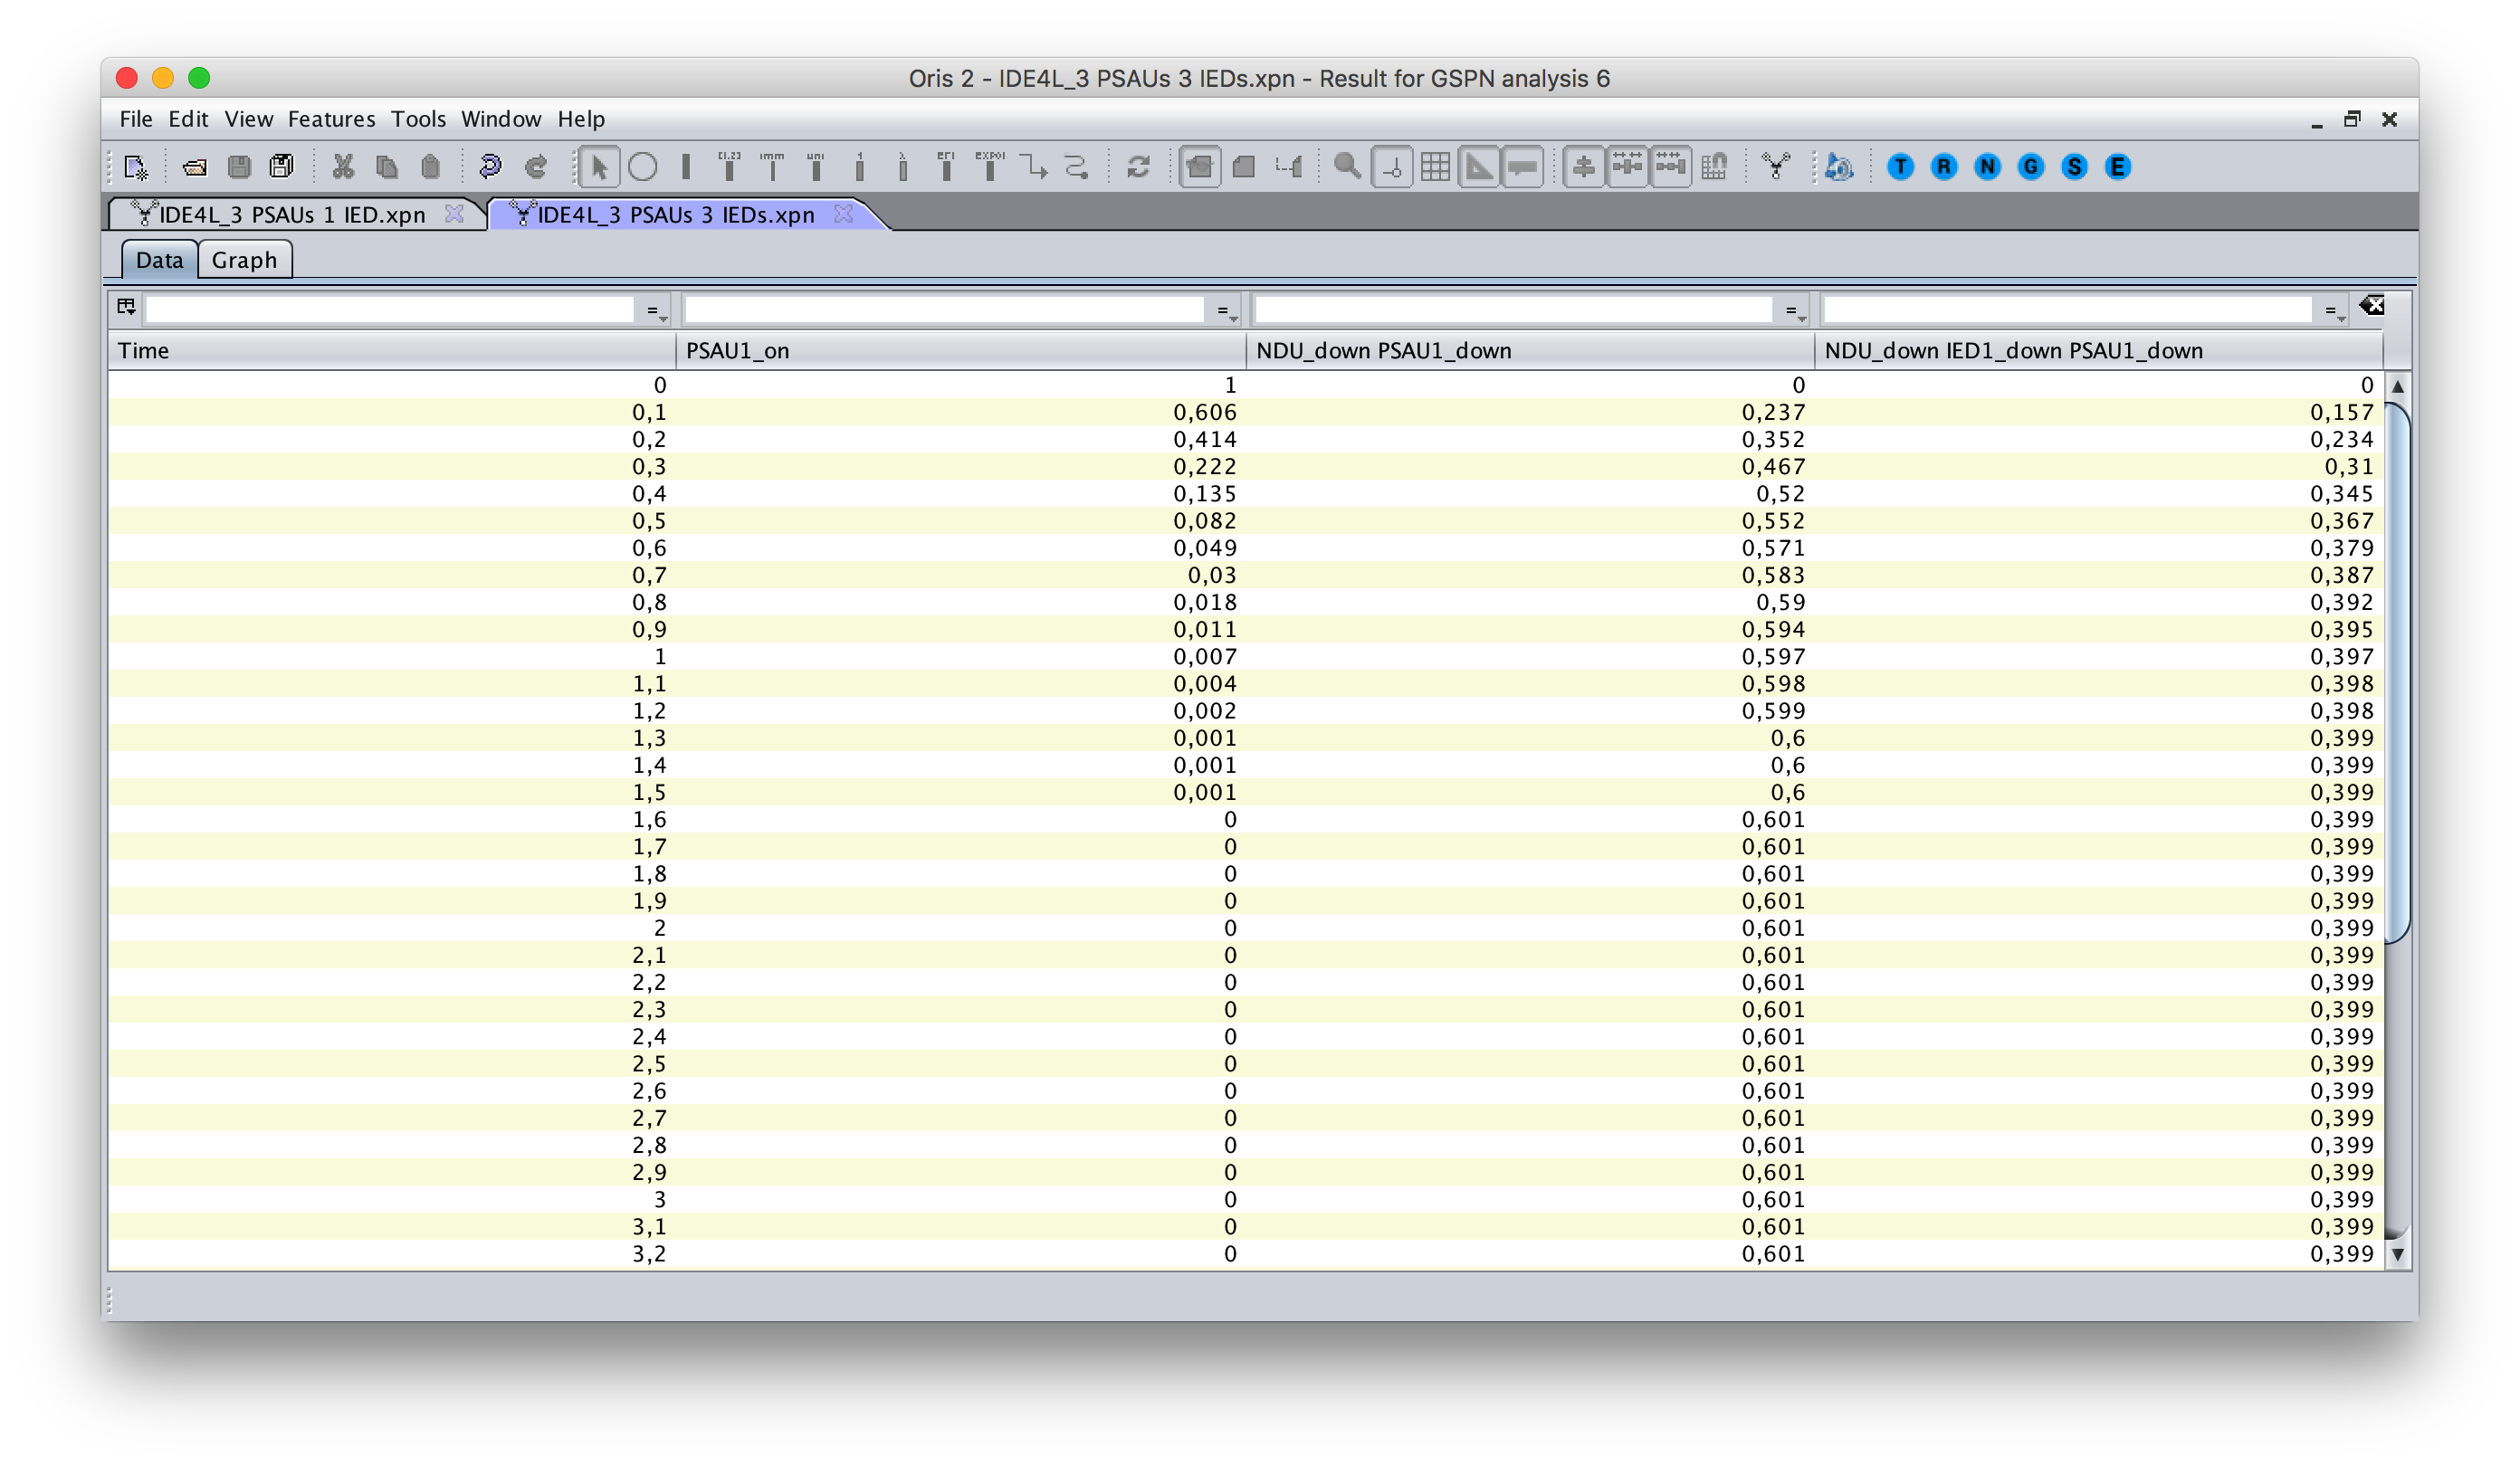 Oris 2 - IDE4L_3 PSAUs 3 IEDs.xpn - Result for GSPN analysis 6
File Edit View Features Tools Window Help
T R N G S E
IDE4L_3 PSAUs 1 IED.xpn IDE4L_3 PSAUs 3 IEDs.xpn
Data Graph
= = = =
Time PSAU1_on NDU_down PSAU1_down NDU_down IED1_down PSAU1_down
0 1 0 0
0,1 0,606 0,237 0,157
0,2 0,414 0,352 0,234
0,3 0,222 0,467 0,31
0,4 0,135 0,52 0,345
0,5 0,082 0,552 0,367
0,6 0,049 0,571 0,379
0,7 0,03 0,583 0,387
0,8 0,018 0,59 0,392
0,9 0,011 0,594 0,395
1 0,007 0,597 0,397
1,1 0,004 0,598 0,398
1,2 0,002 0,599 0,398
1,3 0,001 0,6 0,399
1,4 0,001 0,6 0,399
1,5 0,001 0,6 0,399
1,6 0 0,601 0,399
1,7 0 0,601 0,399
1,8 0 0,601 0,399
1,9 0 0,601 0,399
2 0 0,601 0,399
2,1 0 0,601 0,399
2,2 0 0,601 0,399
2,3 0 0,601 0,399
2,4 0 0,601 0,399
2,5 0 0,601 0,399
2,6 0 0,601 0,399
2,7 0 0,601 0,399
2,8 0 0,601 0,399
2,9 0 0,601 0,399
3 0 0,601 0,399
3,1 0 0,601 0,399
3,2 0 0,601 0,399